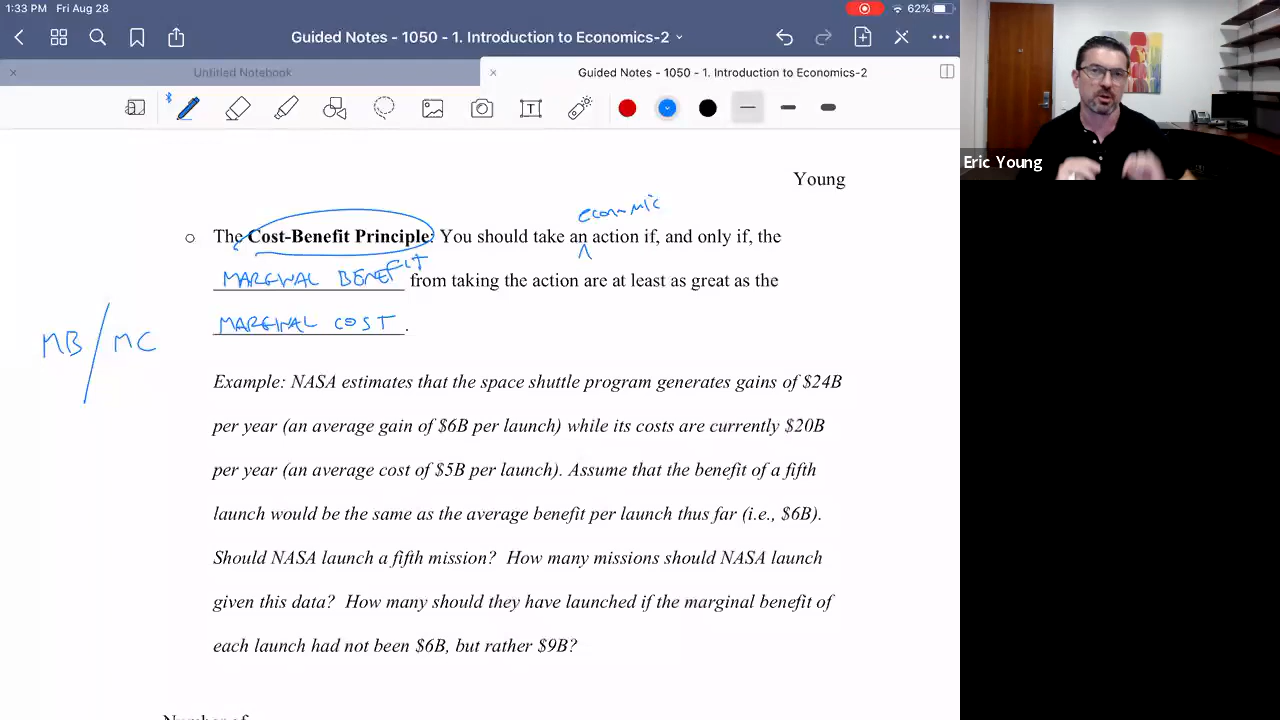 1:33 PM Fri Aug 28
62%
Guided Notes - 1050 - 1. Introduction to Economics-2
Untitled Notebook
Guided Notes - 1050 - 1. Introduction to Economics-2
T
Eric Young
Young
economic
The Cost-Benefit Principle: You should take an action if, and only if, the
MARGINAL BENEFIT from taking the action are at least as great as the
MARGINAL COST.
MB/MC
Example: NASA estimates that the space shuttle program generates gains of $24B
per year (an average gain of $6B per launch) while its costs are currently $20B
per year (an average cost of $5B per launch). Assume that the benefit of a fifth
launch would be the same as the average benefit per launch thus far (i.e., $6B).
Should NASA launch a fifth mission? How many missions should NASA launch
given this data? How many should they have launched if the marginal benefit of
each launch had not been $6B, but rather $9B?
Number of